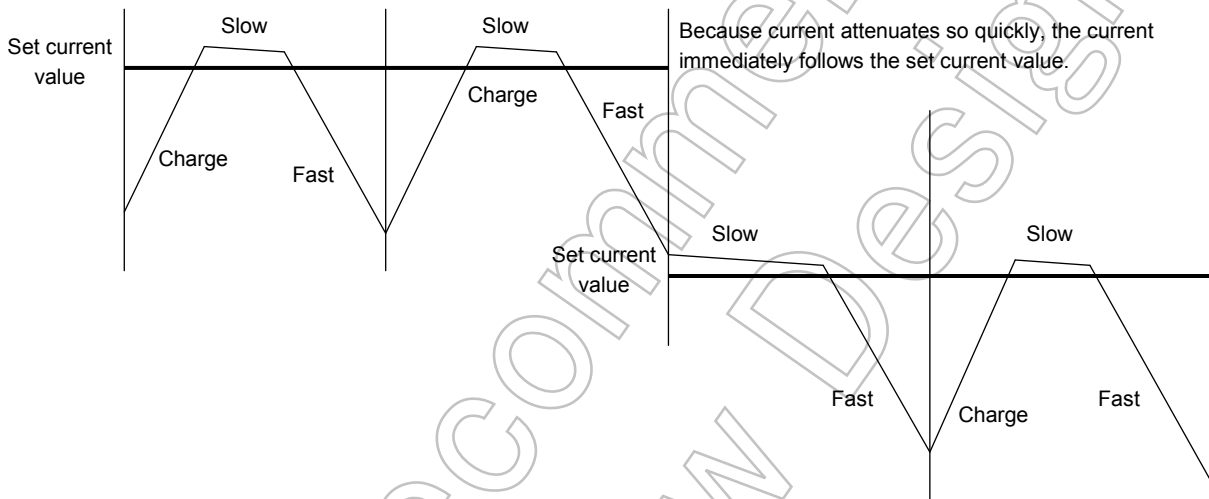 Slow
Slow
Set current
value
Because current attenuates so quickly, the current
immediately follows the set current value.
Charge
Fast
Charge
Fast
Slow
Slow
Set current
value
Fast
Charge
Fast